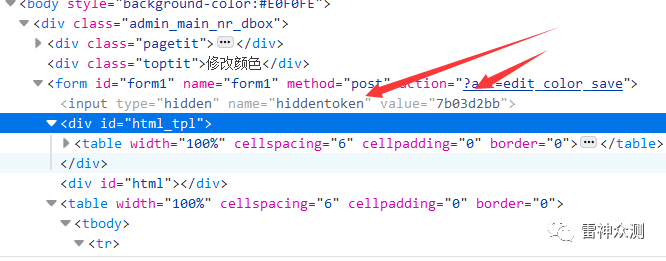 <body style="background-color:#E0F0FE">
<div class="admin_main_nr_dbox">
<div class="pagetit"> ··· </div>
<div class="toptit">修改颜色</div>
<form id="form1" name="form1" method="post" action="? =edit_color_save">
<input type="hidden" name="hiddentoken" value="7b03d2bb">
<div id="html_tpl">
<table width="100%" cellspacing="6" cellpadding="0" border="0"> ··· </table>
</div>
<div id="html"></div>
<table width="100%" cellspacing="6" cellpadding="0" border="0">
<tbody>
<tr>
雷神众测